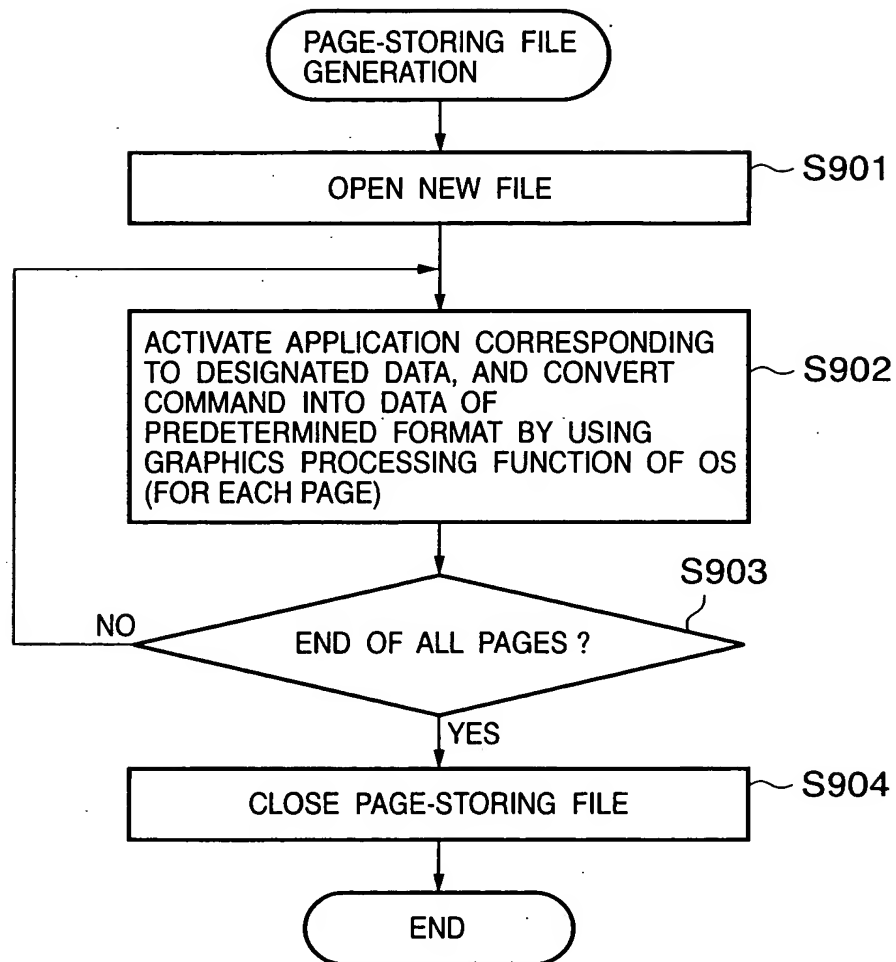 PAGE-STORING FILE
GENERATION
OPEN NEW FILE
S901
ACTIVATE APPLICATION CORRESPONDING
TO DESIGNATED DATA, AND CONVERT
COMMAND INTO DATA OF
PREDETERMINED FORMAT BY USING
GRAPHICS PROCESSING FUNCTION OF OS
(FOR EACH PAGE)
S902
S903
NO
END OF ALL PAGES ?
YES
CLOSE PAGE-STORING FILE
S904
END